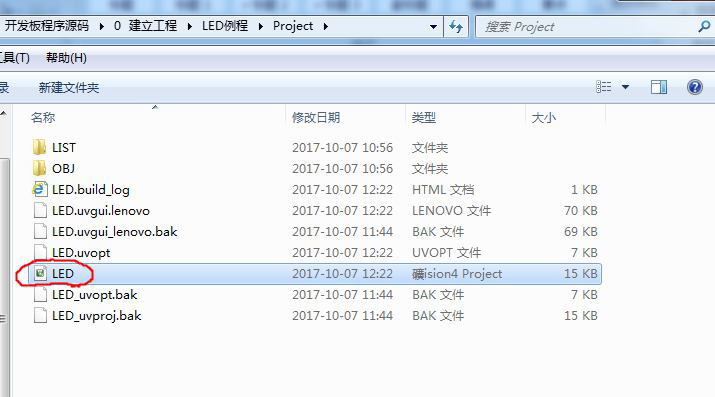 开发板程序源码 ▸ 0 建立工程 ▸ LED例程 ▸ Project ▸ 搜索 Project
工具(T) 帮助(H)
录 新建文件夹
名称 修改日期 类型 大小
LIST 2017-10-07 10:56 文件夹
OBJ 2017-10-07 10:56 文件夹
LED.build_log 2017-10-07 12:22 HTML 文档 1 KB
LED.uvgui.lenovo 2017-10-07 12:22 LENOVO 文件 70 KB
LED.uvgui_lenovo.bak 2017-10-07 11:44 BAK 文件 69 KB
LED.uvopt 2017-10-07 12:22 UVOPT 文件 7 KB
LED 2017-10-07 12:22 礦ision4 Project 15 KB
LED_uvopt.bak 2017-10-07 11:44 BAK 文件 7 KB
LED_uvproj.bak 2017-10-07 11:44 BAK 文件 15 KB